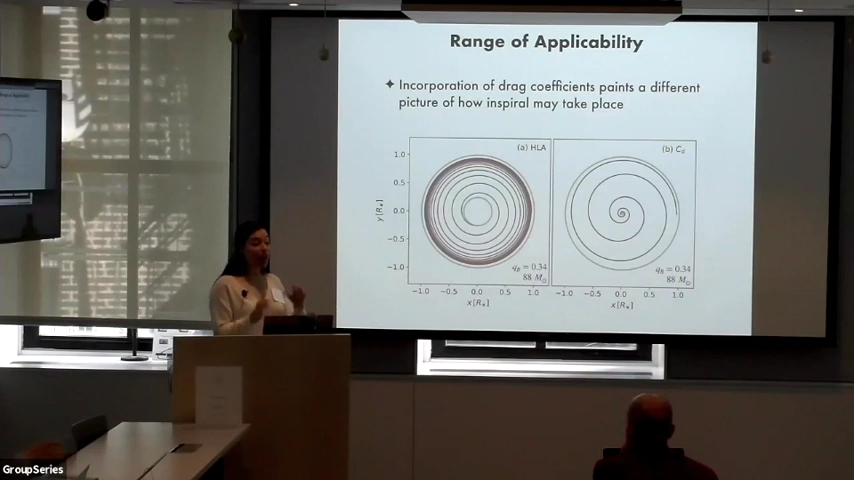 Range of Applicability
✦ Incorporation of drag coefficients paints a different
picture of how inspiral may take place
(a) HLA
(b) C_d
1.0
0.5
0.0
−0.5
−1.0
y[R⋆]
q_B = 0.34
88 M⊙
q_B = 0.34
88 M⊙
−1.0 −0.5 0.0 0.5 1.0
−1.0 −0.5 0.0 0.5 1.0
x[R⋆]
x[R⋆]
GroupSeries